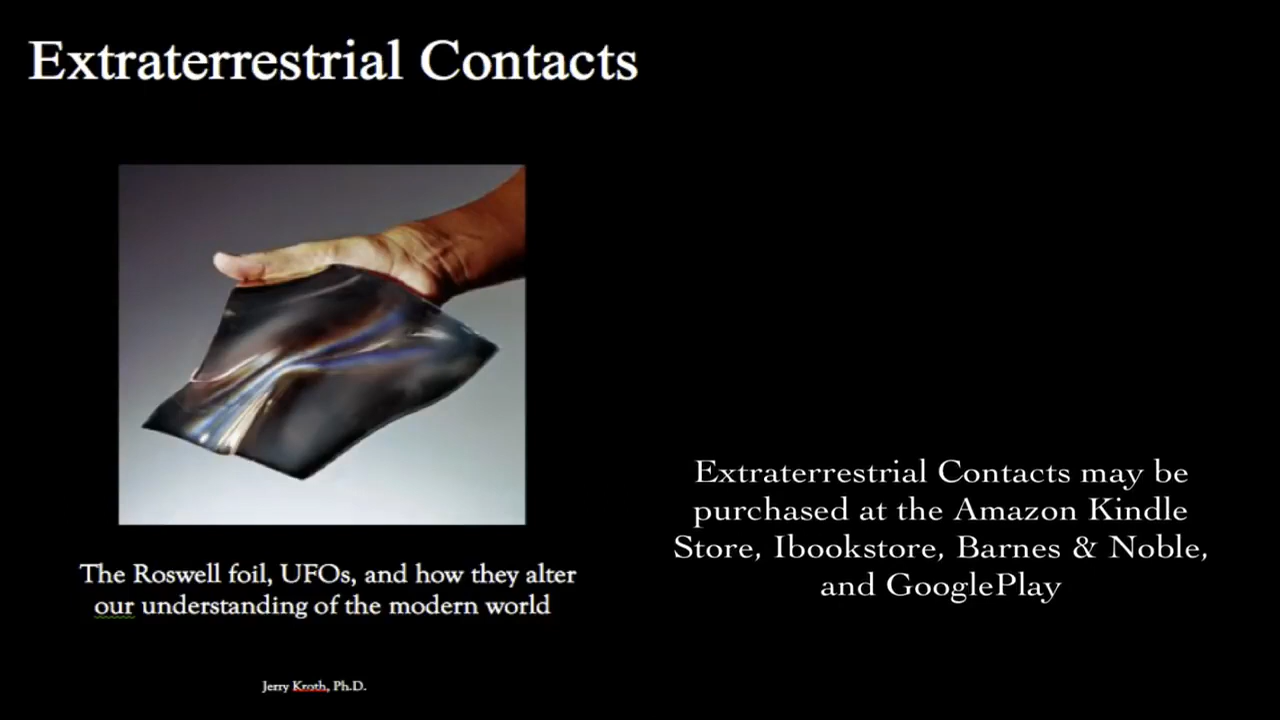 Extraterrestrial Contacts
The Roswell foil, UFOs, and how they alter
our understanding of the modern world
Jerry Kroth, Ph.D.
Extraterrestrial Contacts may be
purchased at the Amazon Kindle
Store, Ibookstore, Barnes & Noble,
and GooglePlay